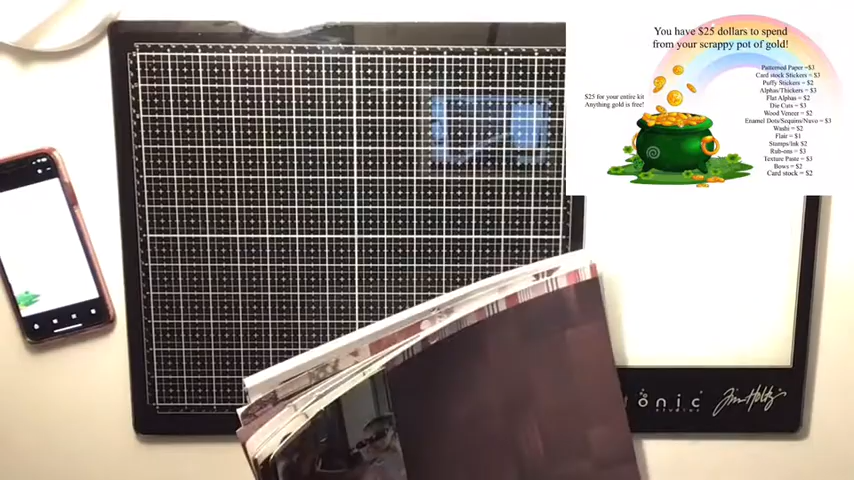 You have $25 dollars to spend
from your scrappy pot of gold!
$25 for your entire kit
Anything gold is free!
Patterned Paper =$3
Card stock Stickers = $3
Puffy Stickers = $2
Alphas/Thickers = $3
Flat Alphas = $2
Die Cuts = $3
Wood Veneer = $2
Enamel Dots/Sequins/Nuvo = $3
Washi = $2
Flair = $1
Stamps/Ink $2
Rub-ons = $3
Texture Paste = $3
Bows = $2
Card stock = $2
Tim Holtz